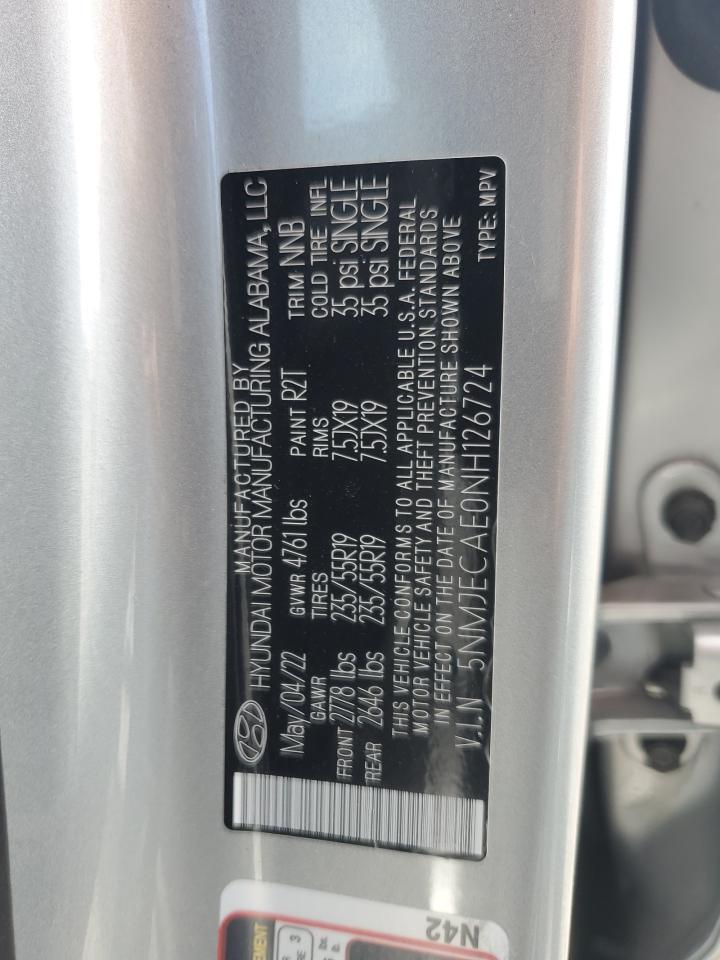 MANUFACTURED BY
HYUNDAI MOTOR MANUFACTURING ALABAMA, LLC
May/04/22 GVWR 4761 lbs PAINT R2T TRIM NNB
GAWR TIRES RIMS COLD TIRE INFL
FRONT 2778 lbs 235/55R19 7.5JX19 35 psi SINGLE
REAR 2646 lbs 235/55R19 7.5JX19 35 psi SINGLE
THIS VEHICLE CONFORMS TO ALL APPLICABLE U.S.A. FEDERAL
MOTOR VEHICLE SAFETY AND THEFT PREVENTION STANDARDS
IN EFFECT ON THE DATE OF MANUFACTURE SHOWN ABOVE
V.I.N 5NMJECAE0NH126724
TYPE: MPV
3
N42